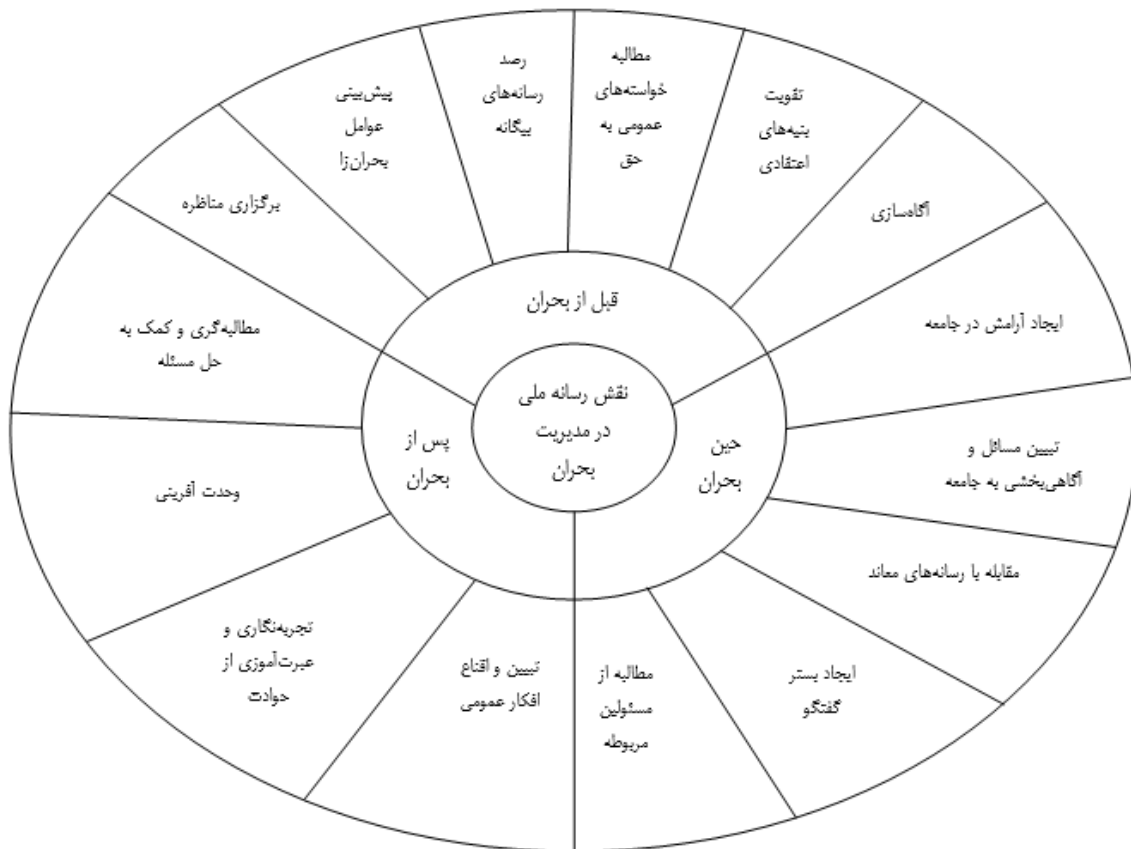 نقش رسانه ملی
در مدیریت
بحران
قبل از بحران
حین
بحران
پس از
بحران
آگاه‌سازی
تقویت
بنیه‌های
اعتقادی
مطالبه
خواسته‌های
عمومی به
حق
رصد
رسانه‌های
بیگانه
پیش‌بینی
عوامل
بحران‌زا
برگزاری مناظره
ایجاد آرامش در جامعه
تبیین مسائل و
آگاهی‌بخشی به جامعه
مقابله با رسانه‌های معاند
ایجاد بستر
گفتگو
مطالبه از
مسئولین
مربوطه
تبیین و اقناع
افکار عمومی
تجربه‌نگاری و
عبرت‌آموزی از
حوادث
وحدت آفرینی
مطالبه‌گری و کمک به
حل مسئله